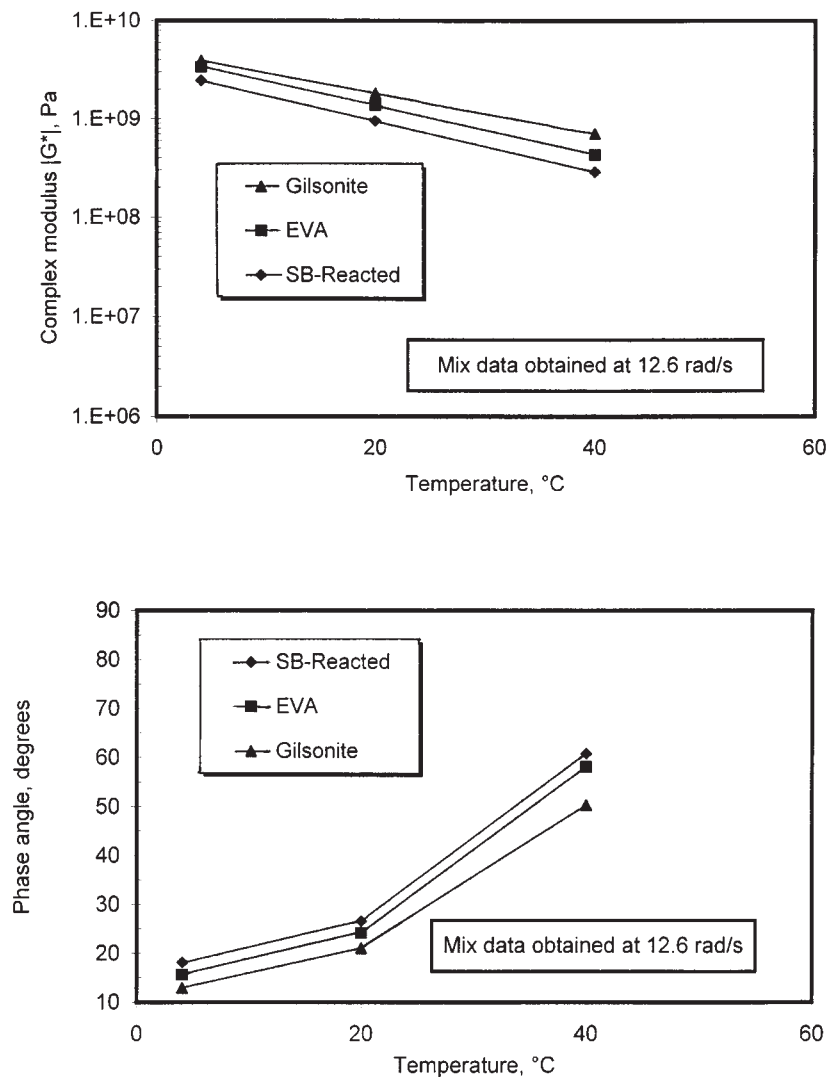 1.E+10
1.E+09
1.E+08
1.E+07
1.E+06
Complex modulus |G*|, Pa
Gilsonite
EVA
SB-Reacted
Mix data obtained at 12.6 rad/s
0 20 40 60
Temperature, °C
90
80
70
60
50
40
30
20
10
Phase angle, degrees
SB-Reacted
EVA
Gilsonite
Mix data obtained at 12.6 rad/s
0 20 40 60
Temperature, °C